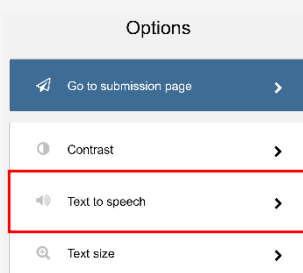 Options
Go to submission page
Contrast
Text to speech
Text size